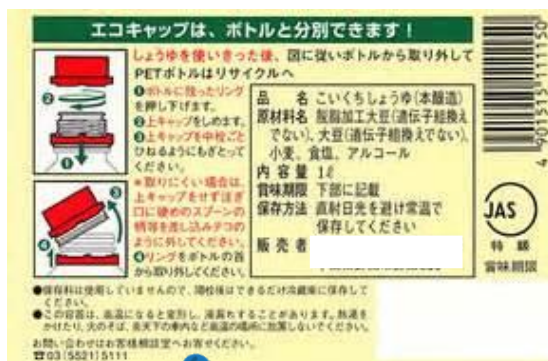 エコキャップは、ボトルと分別できます!
しょうゆを使いきった後、図に従いボトルから取り外して
PETボトルはリサイクルへ
❶ボトルに残ったリング
を押し下げます。
❷上キャップをしめます。
❸上キャップを中栓ごと
ひねるようにもぎとって
ください。
*取りにくい場合は、
上キャップをせず注ぎ
口に硬めのスプーンの
柄等を差し込みテコの
ように外してください。
❹リングをボトルの首
から取り外してください。
❷
❶
❸
❹
品名 こいくちしょうゆ(本醸造)
原材料名 脱脂加工大豆(遺伝子組換え
でない)、大豆(遺伝子組換えでない)、
小麦、食塩、アルコール
内容量 1ℓ
賞味期限 下部に記載
保存方法 直射日光を避け常温で
保存してください
販売者
4 901515 111150
JAS
特級
賞味期限
●保存料は使用していませんので、開栓後はできるだけ冷蔵庫に保存して
ください。
●この容器は、高温になると変形し、液漏れすることがあります。熱湯を
かけたり、火のそば、炎天下の車内など高温の場所に放置しないでください。
お問い合わせはお客様相談室へお寄せください。
☎03(5521)5111